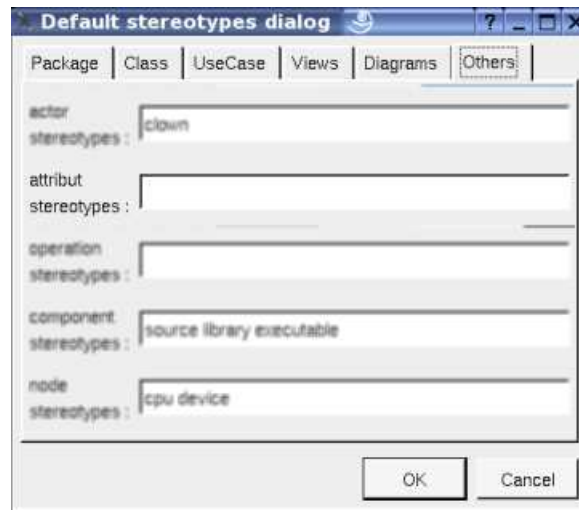 Default stereotypes dialog
Package Class UseCase Views Diagrams Others
actor
stereotypes : clown
attribut
stereotypes :
operation
stereotypes :
component
stereotypes : source library executable
node
stereotypes : cpu device
OK Cancel